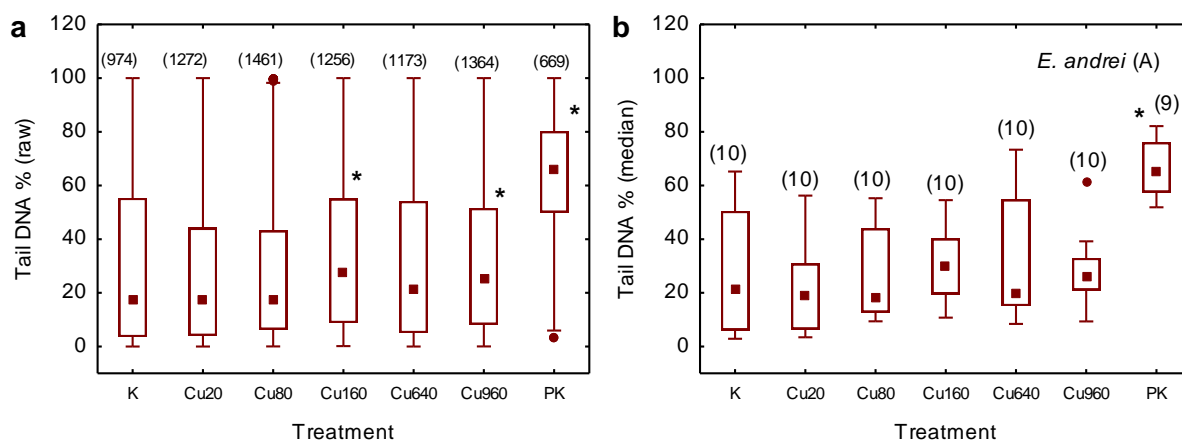 a
Tail DNA % (raw)
120
100
80
60
40
20
0
(974) (1272) (1461) (1256) (1173) (1364) (669)
*
*
*
K Cu20 Cu80 Cu160 Cu640 Cu960 PK
Treatment
b
Tail DNA % (median)
120
100
80
60
40
20
0
E. andrei (A)
(10) (10) (10) (10) (10) (10) * (9)
K Cu20 Cu80 Cu160 Cu640 Cu960 PK
Treatment